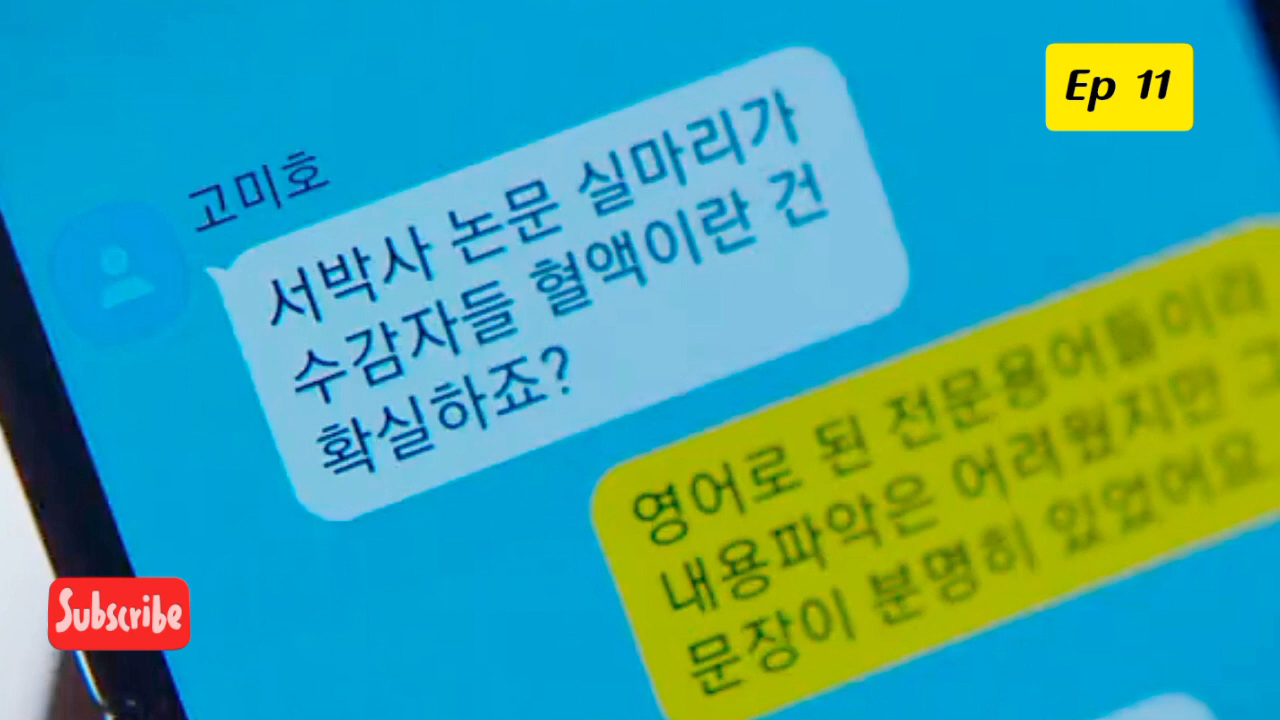 Ep 11
고미호
서박사 논문 실마리가
수감자들 혈액이란 건
확실하죠?
영어로 된 전문용어들이라
내용파악은 어려웠지만 그
문장이 분명히 있었어요
Subscribe